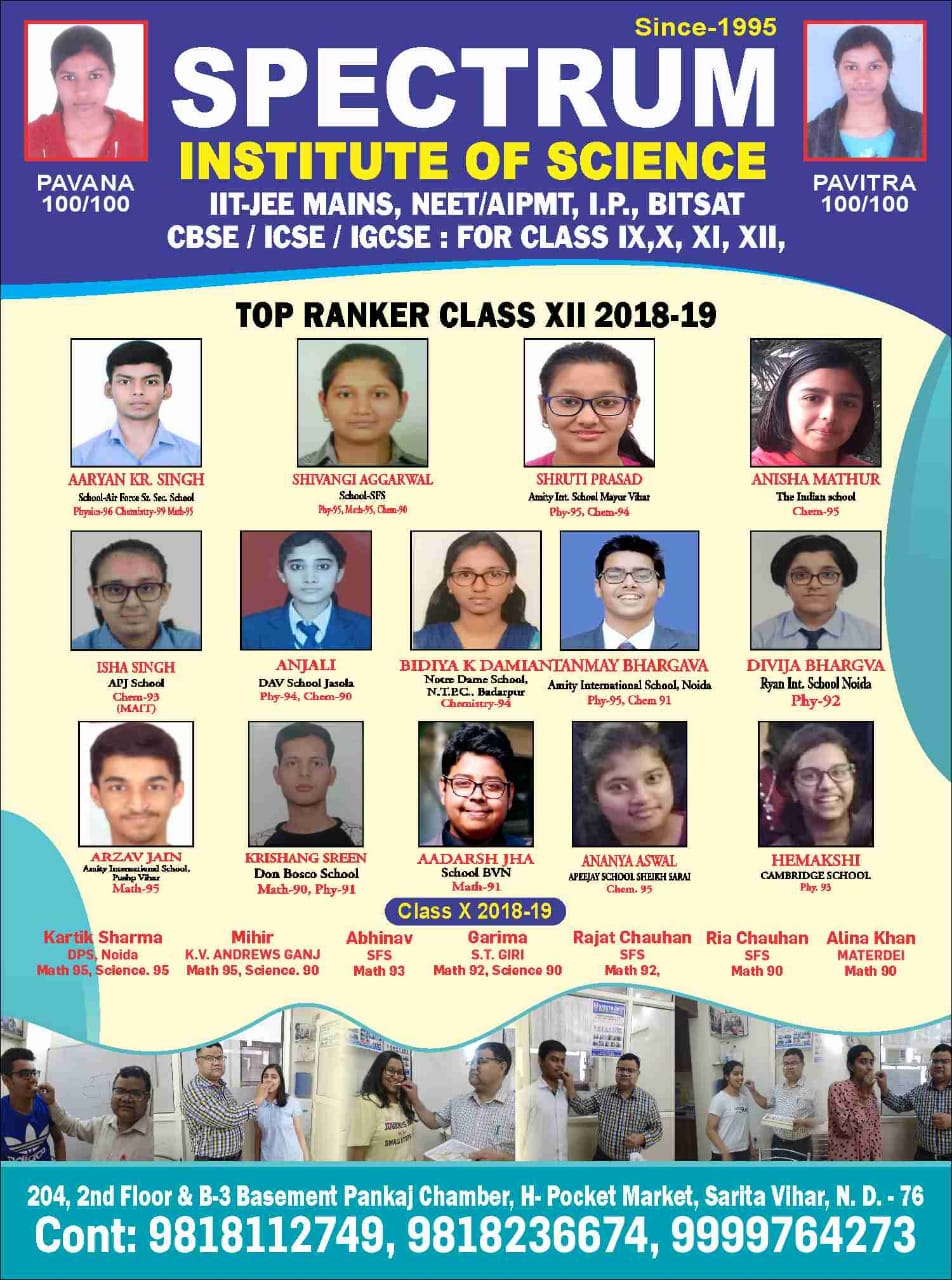 Since-1995
SPECTRUM
INSTITUTE OF SCIENCE
IIT-JEE MAINS, NEET/AIPMT, I.P., BITSAT
CBSE / ICSE / IGCSE : FOR CLASS IX,X, XI, XII,
PAVANA
100/100
PAVITRA
100/100
TOP RANKER CLASS XII 2018-19
AARYAN KR. SINGH
School-Air Force Sr. Sec. School
Physics-96 Chemistry-99 Math-95
SHIVANGI AGGARWAL
School-SFS
Phy-95, Math-95, Chem-90
SHRUTI PRASAD
Amity Int. School Mayur Vihar
Phy-95, Chem-94
ANISHA MATHUR
The Indian school
Chem-95
ISHA SINGH
APJ School
Chem-93
(MAIT)
ANJALI
DAV School Jasola
Phy-94, Chem-90
BIDIYA K DAMIAN
Notre Dame School,
N.T.P.C., Badarpur
Chemistry-94
TANMAY BHARGAVA
Amity International School, Noida
Phy-95, Chem 91
DIVIJA BHARGVA
Ryan Int. School Noida
Phy-92
ARZAV JAIN
Amity International School,
Pushp Vihar
Math-95
KRISHANG SREEN
Don Bosco School
Math-90, Phy-91
AADARSH JHA
School BVN
Math-91
ANANYA ASWAL
APEEJAY SCHOOL SHEIKH SARAI
Chem. 95
HEMAKSHI
CAMBRIDGE SCHOOL
Phy. 93
Class X 2018-19
Kartik Sharma
DPS, Noida
Math 95, Science. 95
Mihir
K.V. ANDREWS GANJ
Math 95, Science. 90
Abhinav
SFS
Math 93
Garima
S.T. GIRI
Math 92, Science 90
Rajat Chauhan
SFS
Math 92,
Ria Chauhan
SFS
Math 90
Alina Khan
MATERDEI
Math 90
adidas
204, 2nd Floor & B-3 Basement Pankaj Chamber, H- Pocket Market, Sarita Vihar, N. D. - 76
Cont: 9818112749, 9818236674, 9999764273